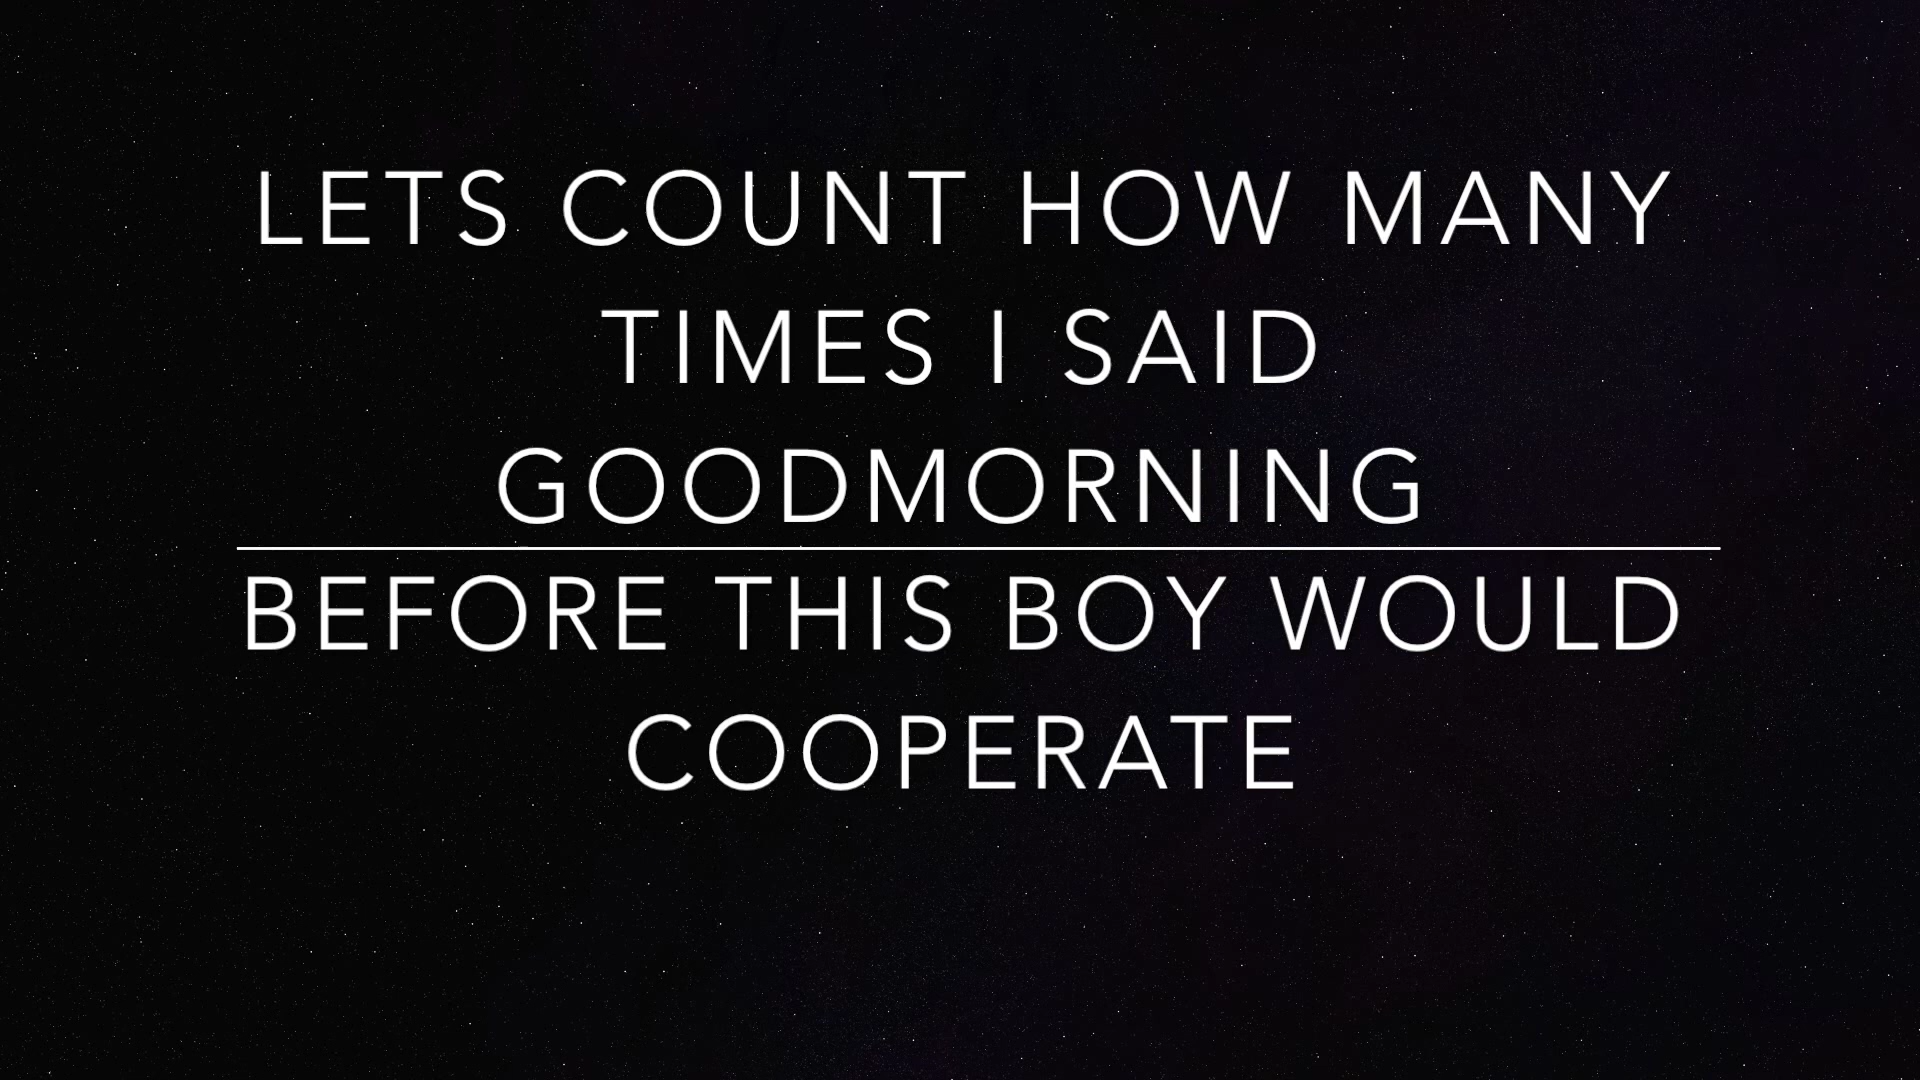 LETS COUNT HOW MANY
TIMES I SAID
GOODMORNING
BEFORE THIS BOY WOULD
COOPERATE